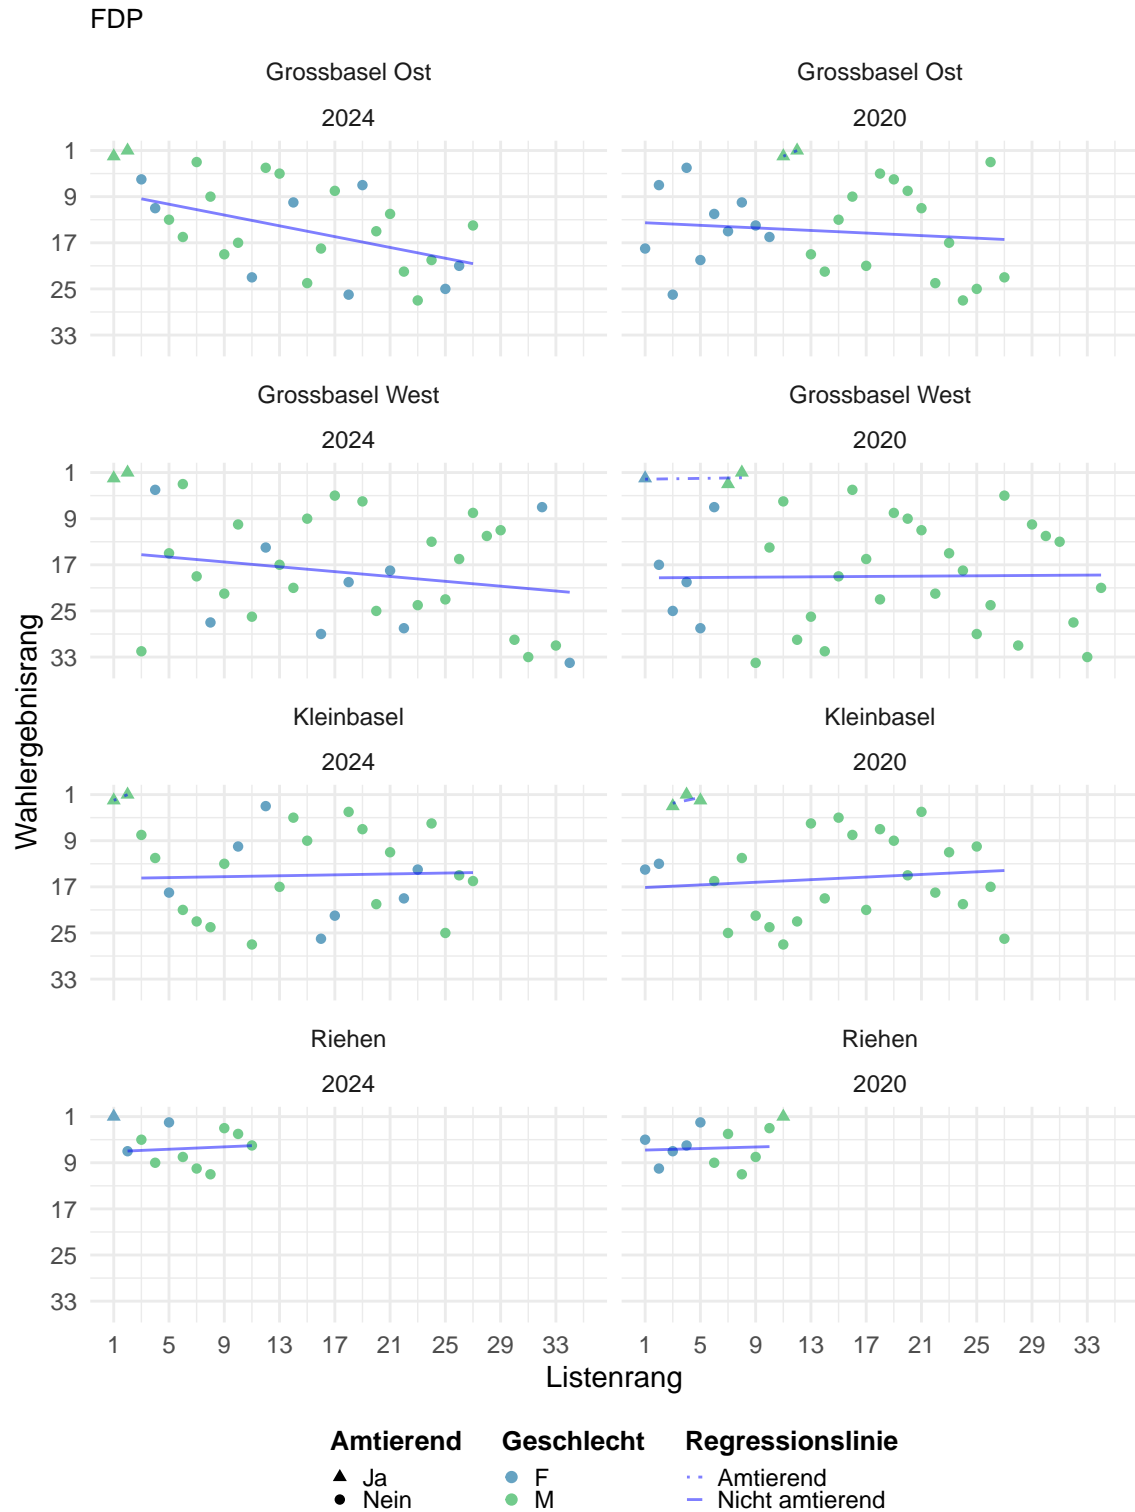 FDP
Grossbasel Ost
Grossbasel Ost
2024
2020
1
9
17
25
33
Grossbasel West
Grossbasel West
2024
2020
1
9
17
25
33
Wahlergebnisrang
Kleinbasel
Kleinbasel
2024
2020
1
9
17
25
33
Riehen
Riehen
2024
2020
1
9
17
25
33
1 5 9 13 17 21 25 29 33
1 5 9 13 17 21 25 29 33
Listenrang
Amtierend
Ja
Nein
Geschlecht
F
M
Regressionslinie
Amtierend
Nicht amtierend